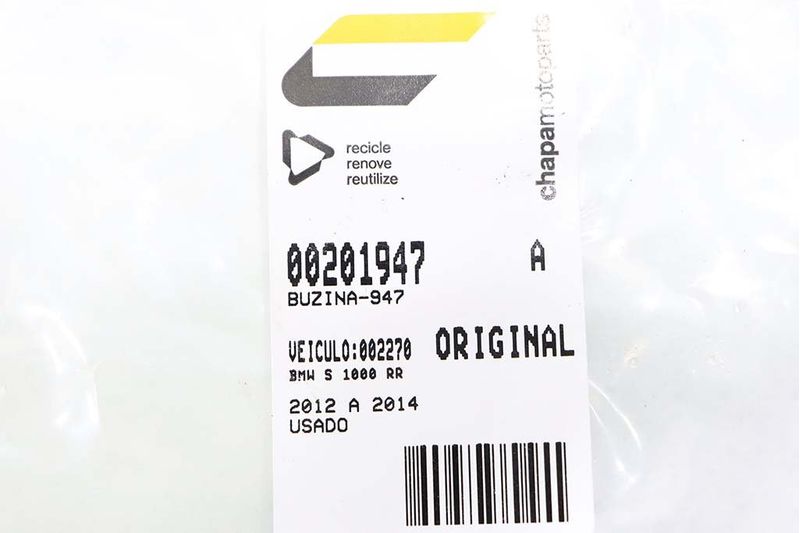 chapamotoparts
recicle
renove
reutilize
00201947 A
BUZINA-947
VEICULO:002270 ORIGINAL
BMW S 1000 RR
2012 A 2014
USADO